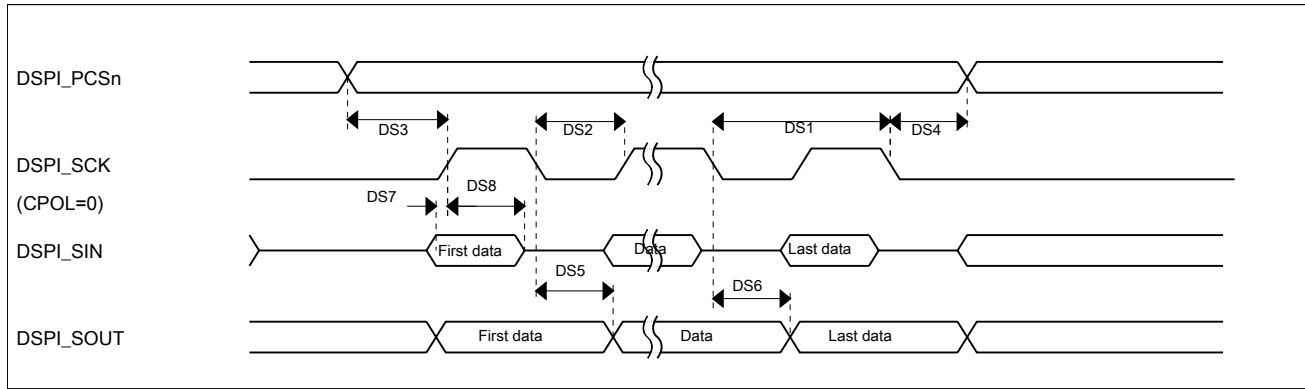 DSPI_PCSn
DS3
DS2
DS1
DS4
DSPI_SCK
(CPOL=0)
DS7
DS8
DSPI_SIN
First data
Data
Last data
DS5
DS6
DSPI_SOUT
First data
Data
Last data